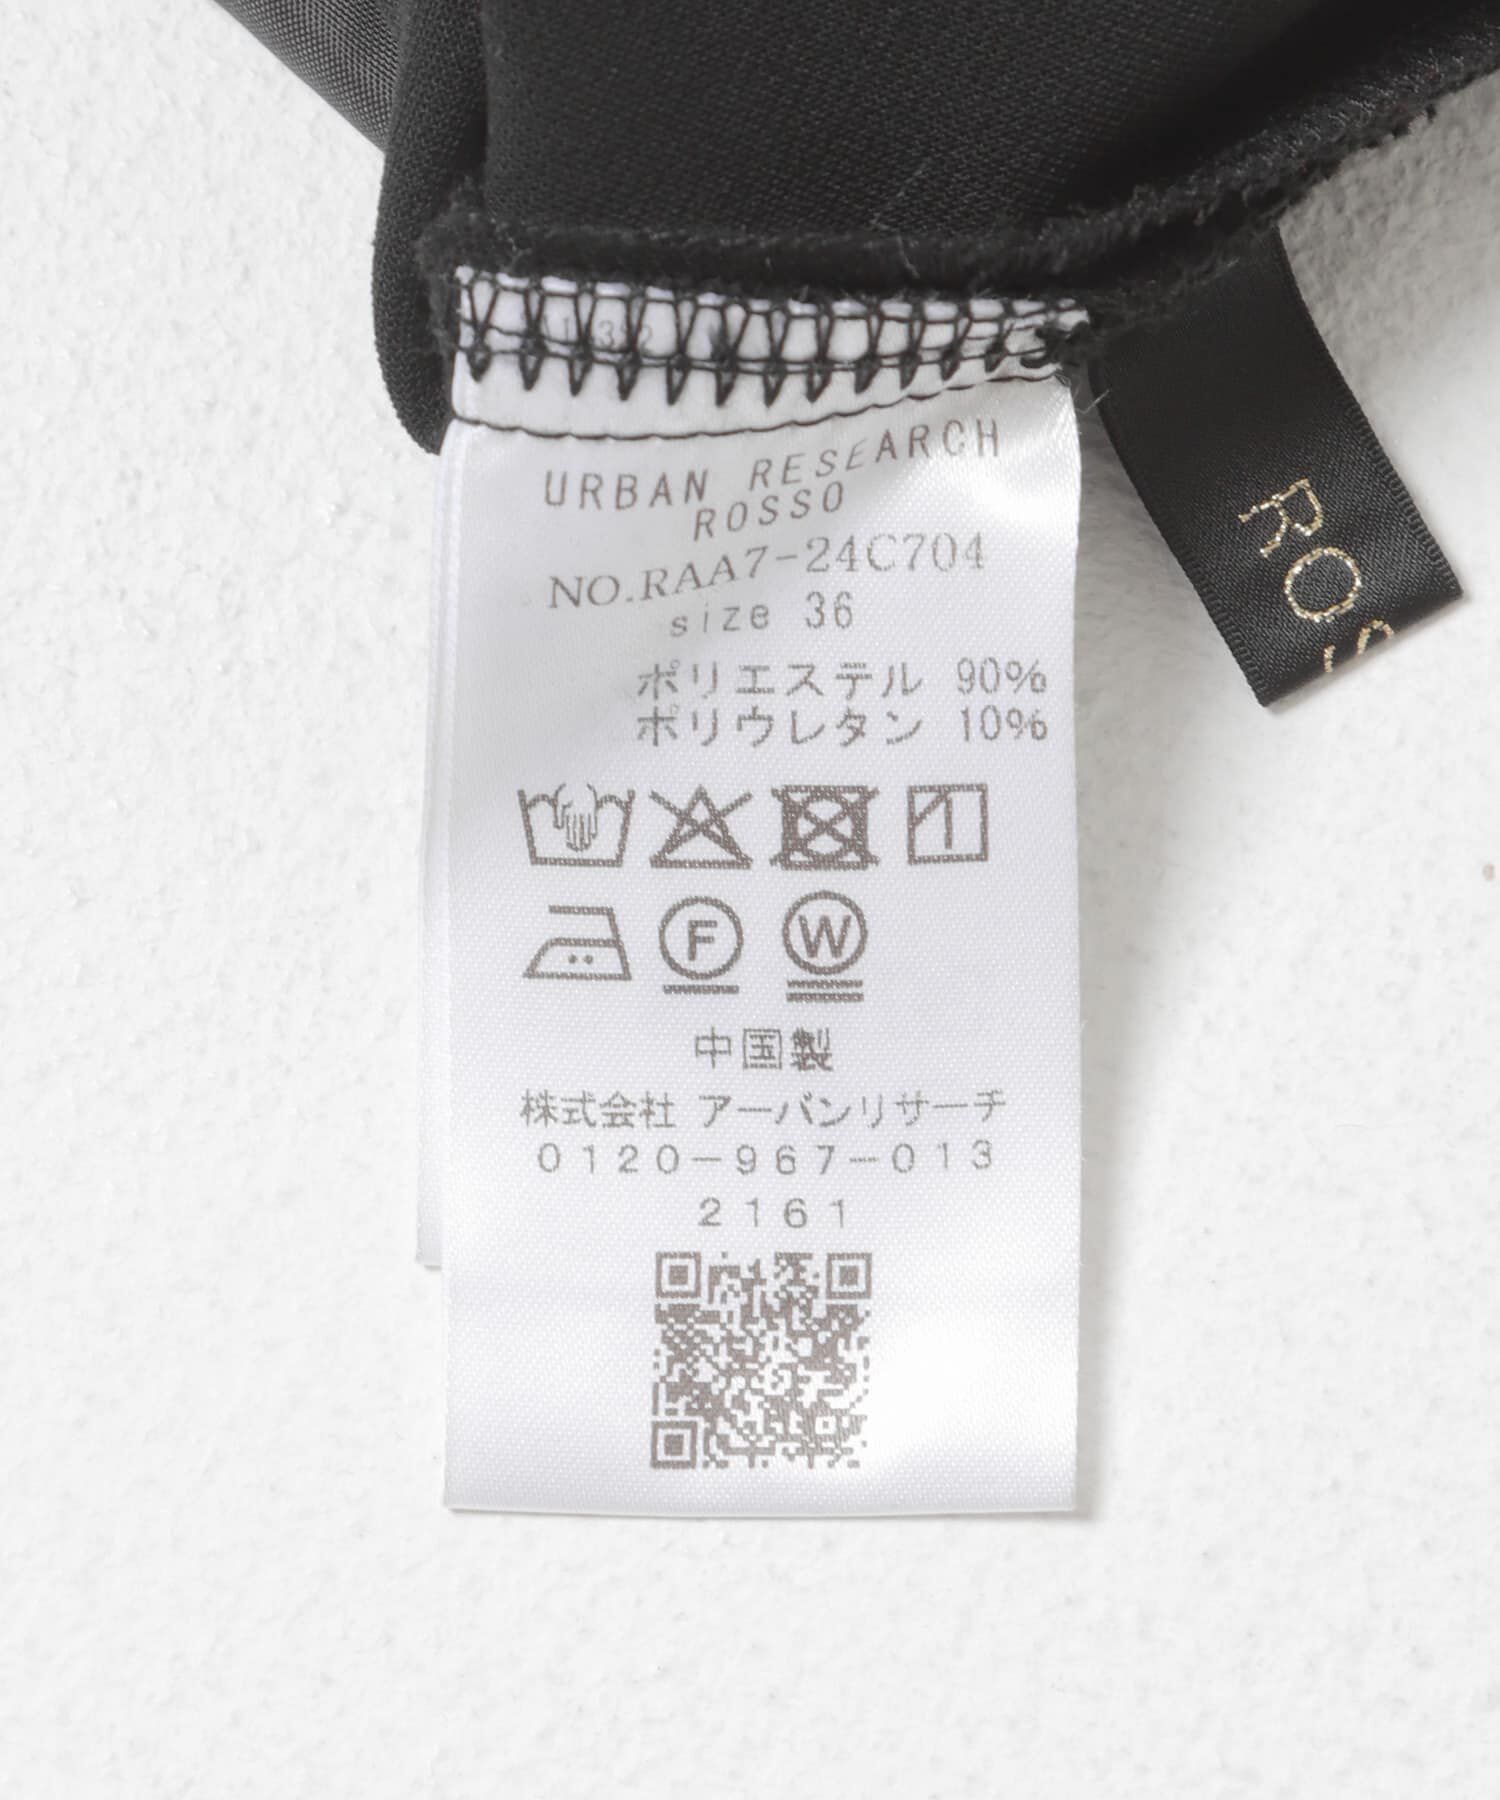 URBAN RESEARCH
ROSSO
NO.RAA7-24C704
size 36
ポリエステル 90%
ポリウレタン 10%
F
W
中国製
株式会社 アーバンリサーチ
0120-967-013
2161
ROS